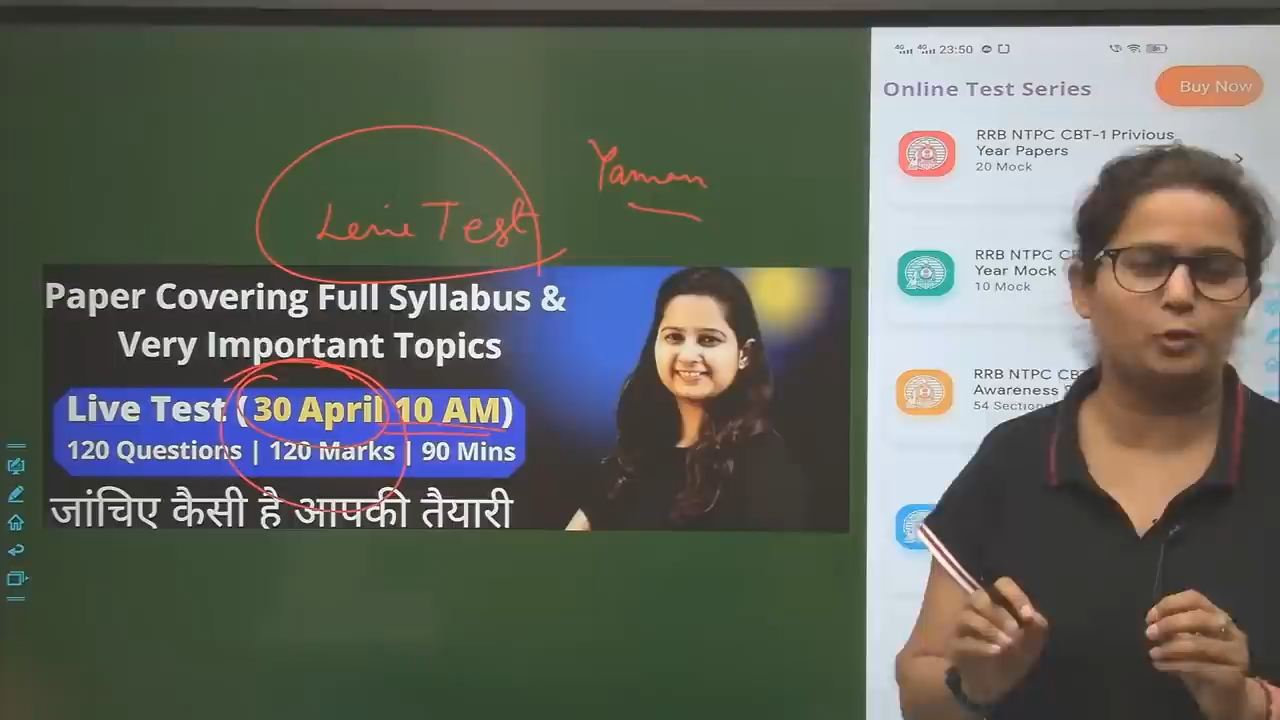 Live Test
Yaman
Paper Covering Full Syllabus &
Very Important Topics
Live Test (30 April 10 AM)
120 Questions | 120 Marks | 90 Mins
जांचिए कैसी है आपकी तैयारी
4G 4G 23:50
Online Test Series
Buy Now
RRB NTPC CBT-1 Privious
Year Papers
20 Mock
RRB NTPC
Year Mock
10 Mock
RRB NTPC
Awareness
54